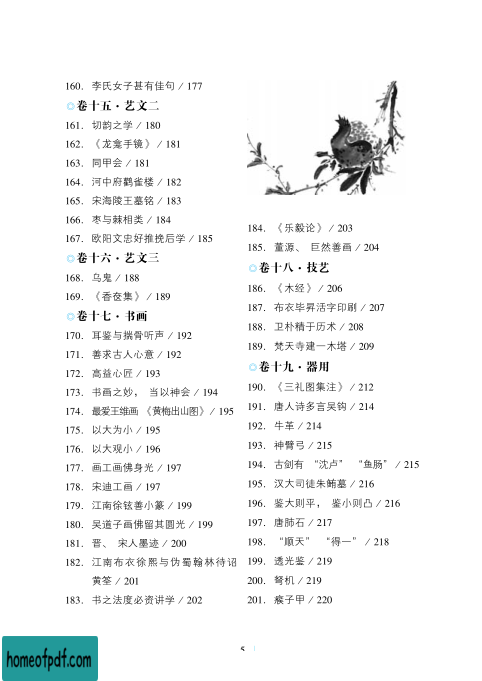 160. 李氏女子甚有佳句 / 177
◎卷十五·艺文二
161. 切韵之学 / 180
162. 《龙龛手镜》 / 181
163. 同甲会 / 181
164. 河中府鹳雀楼 / 182
165. 宋海陵王墓铭 / 183
166. 枣与棘相类 / 184
167. 欧阳文忠好推挽后学 / 185
◎卷十六·艺文三
168. 乌鬼 / 188
169. 《香奁集》 / 189
◎卷十七·书画
170. 耳鉴与揣骨听声 / 192
171. 善求古人心意 / 192
172. 高益心匠 / 193
173. 书画之妙， 当以神会 / 194
174. 最爱王维画 《黄梅出山图》 / 195
175. 以大为小 / 195
176. 以大观小 / 196
177. 画工画佛身光 / 197
178. 宋迪工画 / 197
179. 江南徐铉善小篆 / 199
180. 吴道子画佛留其圆光 / 199
181. 晋、 宋人墨迹 / 200
182. 江南布衣徐熙与伪蜀翰林待诏
黄筌 / 201
183. 书之法度必资讲学 / 202
184. 《乐毅论》 / 203
185. 董源、 巨然善画 / 204
◎卷十八·技艺
186. 《木经》 / 206
187. 布衣毕昇活字印刷 / 207
188. 卫朴精于历术 / 208
189. 梵天寺建一木塔 / 209
◎卷十九·器用
190. 《三礼图集注》 / 212
191. 唐人诗多言吴钩 / 214
192. 牛革 / 214
193. 神臂弓 / 215
194. 古剑有 “沈卢” “鱼肠” / 215
195. 汉大司徒朱鲔墓 / 216
196. 鉴大则平， 鉴小则凸 / 216
197. 唐肺石 / 217
198. “顺天” “得一” / 218
199. 透光鉴 / 219
200. 弩机 / 219
201. 瘊子甲 / 220
5
homeofpdf.com